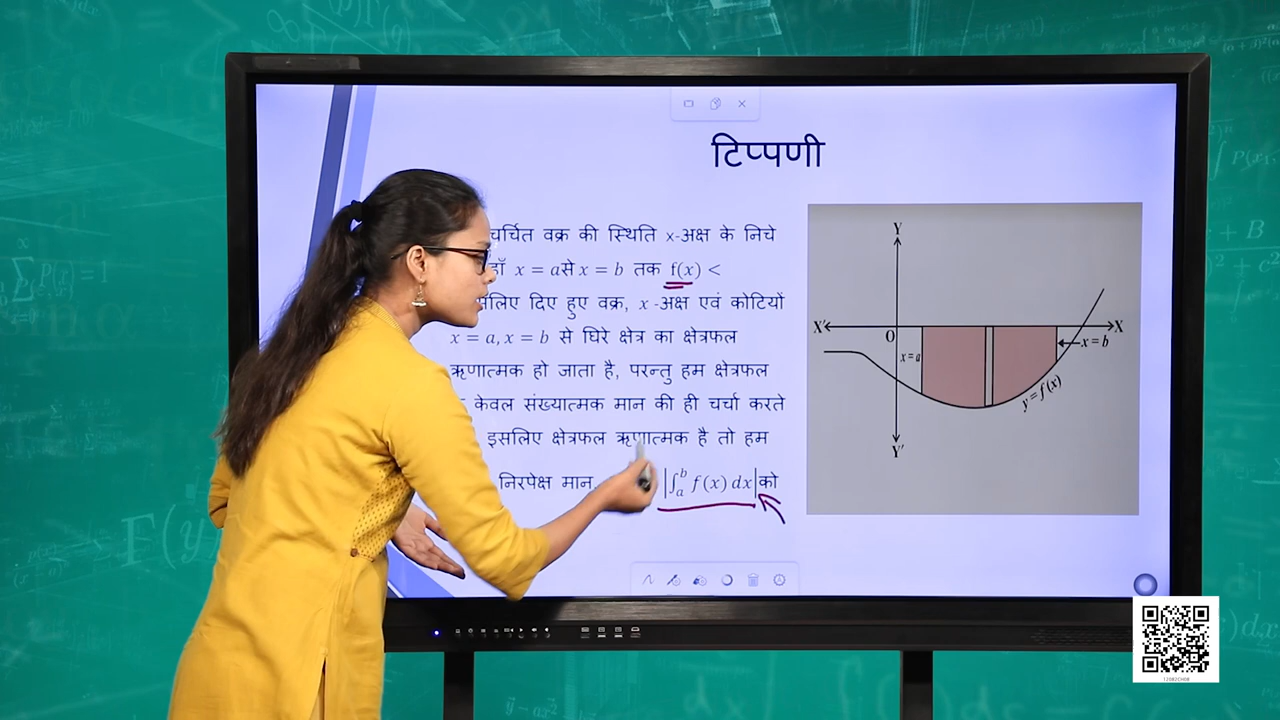 टिप्पणी
चर्चित वक्र की स्थिति x-अक्ष के निचे
x = a से x = b तक f(x) <
दिए हुए वक्र, x -अक्ष एवं कोटियों
x = a, x = b से घिरे क्षेत्र का क्षेत्रफल
ऋणात्मक हो जाता है, परन्तु हम क्षेत्रफल
केवल संख्यात्मक मान की ही चर्चा करते
इसलिए क्षेत्रफल ऋणात्मक है तो हम
निरपेक्ष मान
|∫ₐᵇ f(x) dx| को
Y
X′ O X
x = a
x = b
y = f(x)
Y′
12082CH08